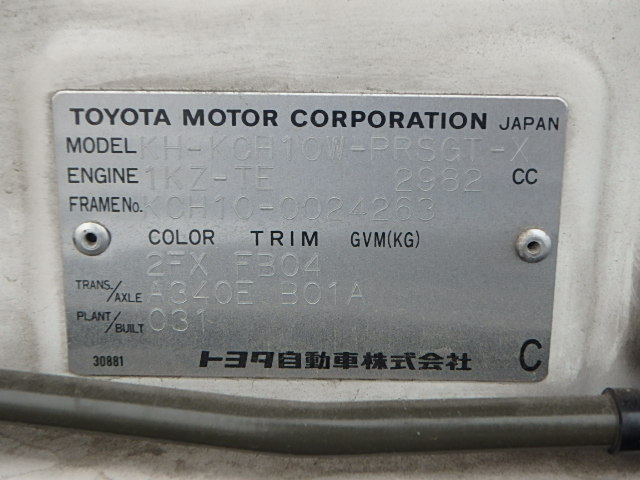 TOYOTA MOTOR CORPORATION JAPAN
MODEL KH-KCH10W-PRSGT-X
ENGINE 1KZ-TE 2982 CC
FRAME No. KCH10-0024263
COLOR TRIM GVM(KG)
2FX FB04
TRANS./AXLE A340E B01A
PLANT/BUILT 031
30881 トヨタ自動車株式会社 C